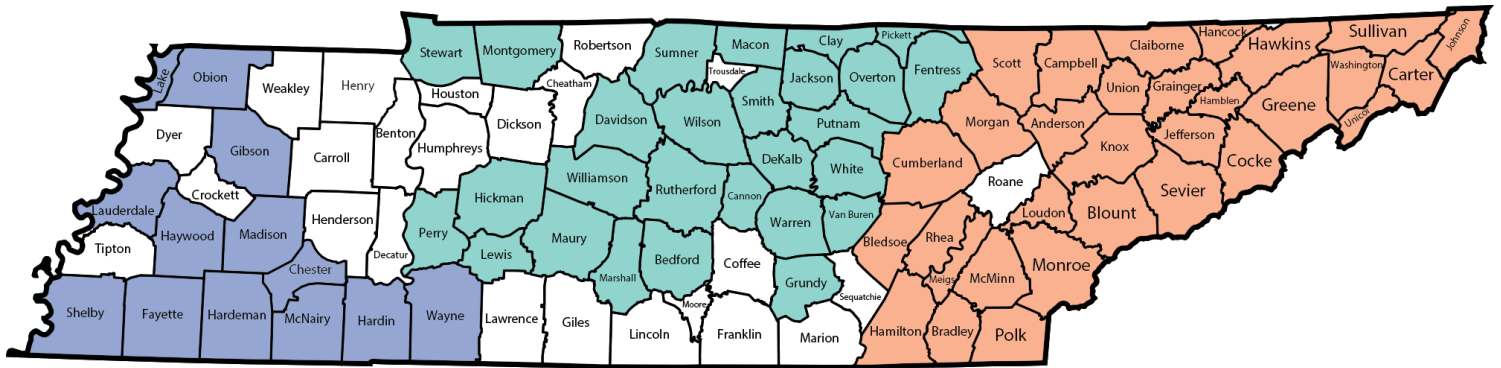 Lake
Obion
Weakley
Henry
Stewart
Montgomery
Robertson
Sumner
Macon
Trousdale
Clay
Pickett
Fentress
Scott
Campbell
Claiborne
Hancock
Hawkins
Sullivan
Johnson
Dyer
Gibson
Carroll
Benton
Houston
Humphreys
Dickson
Cheatham
Davidson
Wilson
Smith
Jackson
Overton
Putnam
Morgan
Anderson
Union
Grainger
Hamblen
Greene
Washington
Carter
Unicoi
Lauderdale
Crockett
Haywood
Madison
Henderson
Decatur
Perry
Hickman
Williamson
Rutherford
Cannon
DeKalb
White
Cumberland
Roane
Knox
Jefferson
Cocke
Sevier
Blount
Loudon
Tipton
Chester
Lewis
Maury
Marshall
Bedford
Coffee
Warren
Van Buren
Grundy
Sequatchie
Bledsoe
Rhea
Meigs
McMinn
Monroe
Shelby
Fayette
Hardeman
McNairy
Hardin
Wayne
Lawrence
Giles
Lincoln
Moore
Franklin
Marion
Hamilton
Bradley
Polk